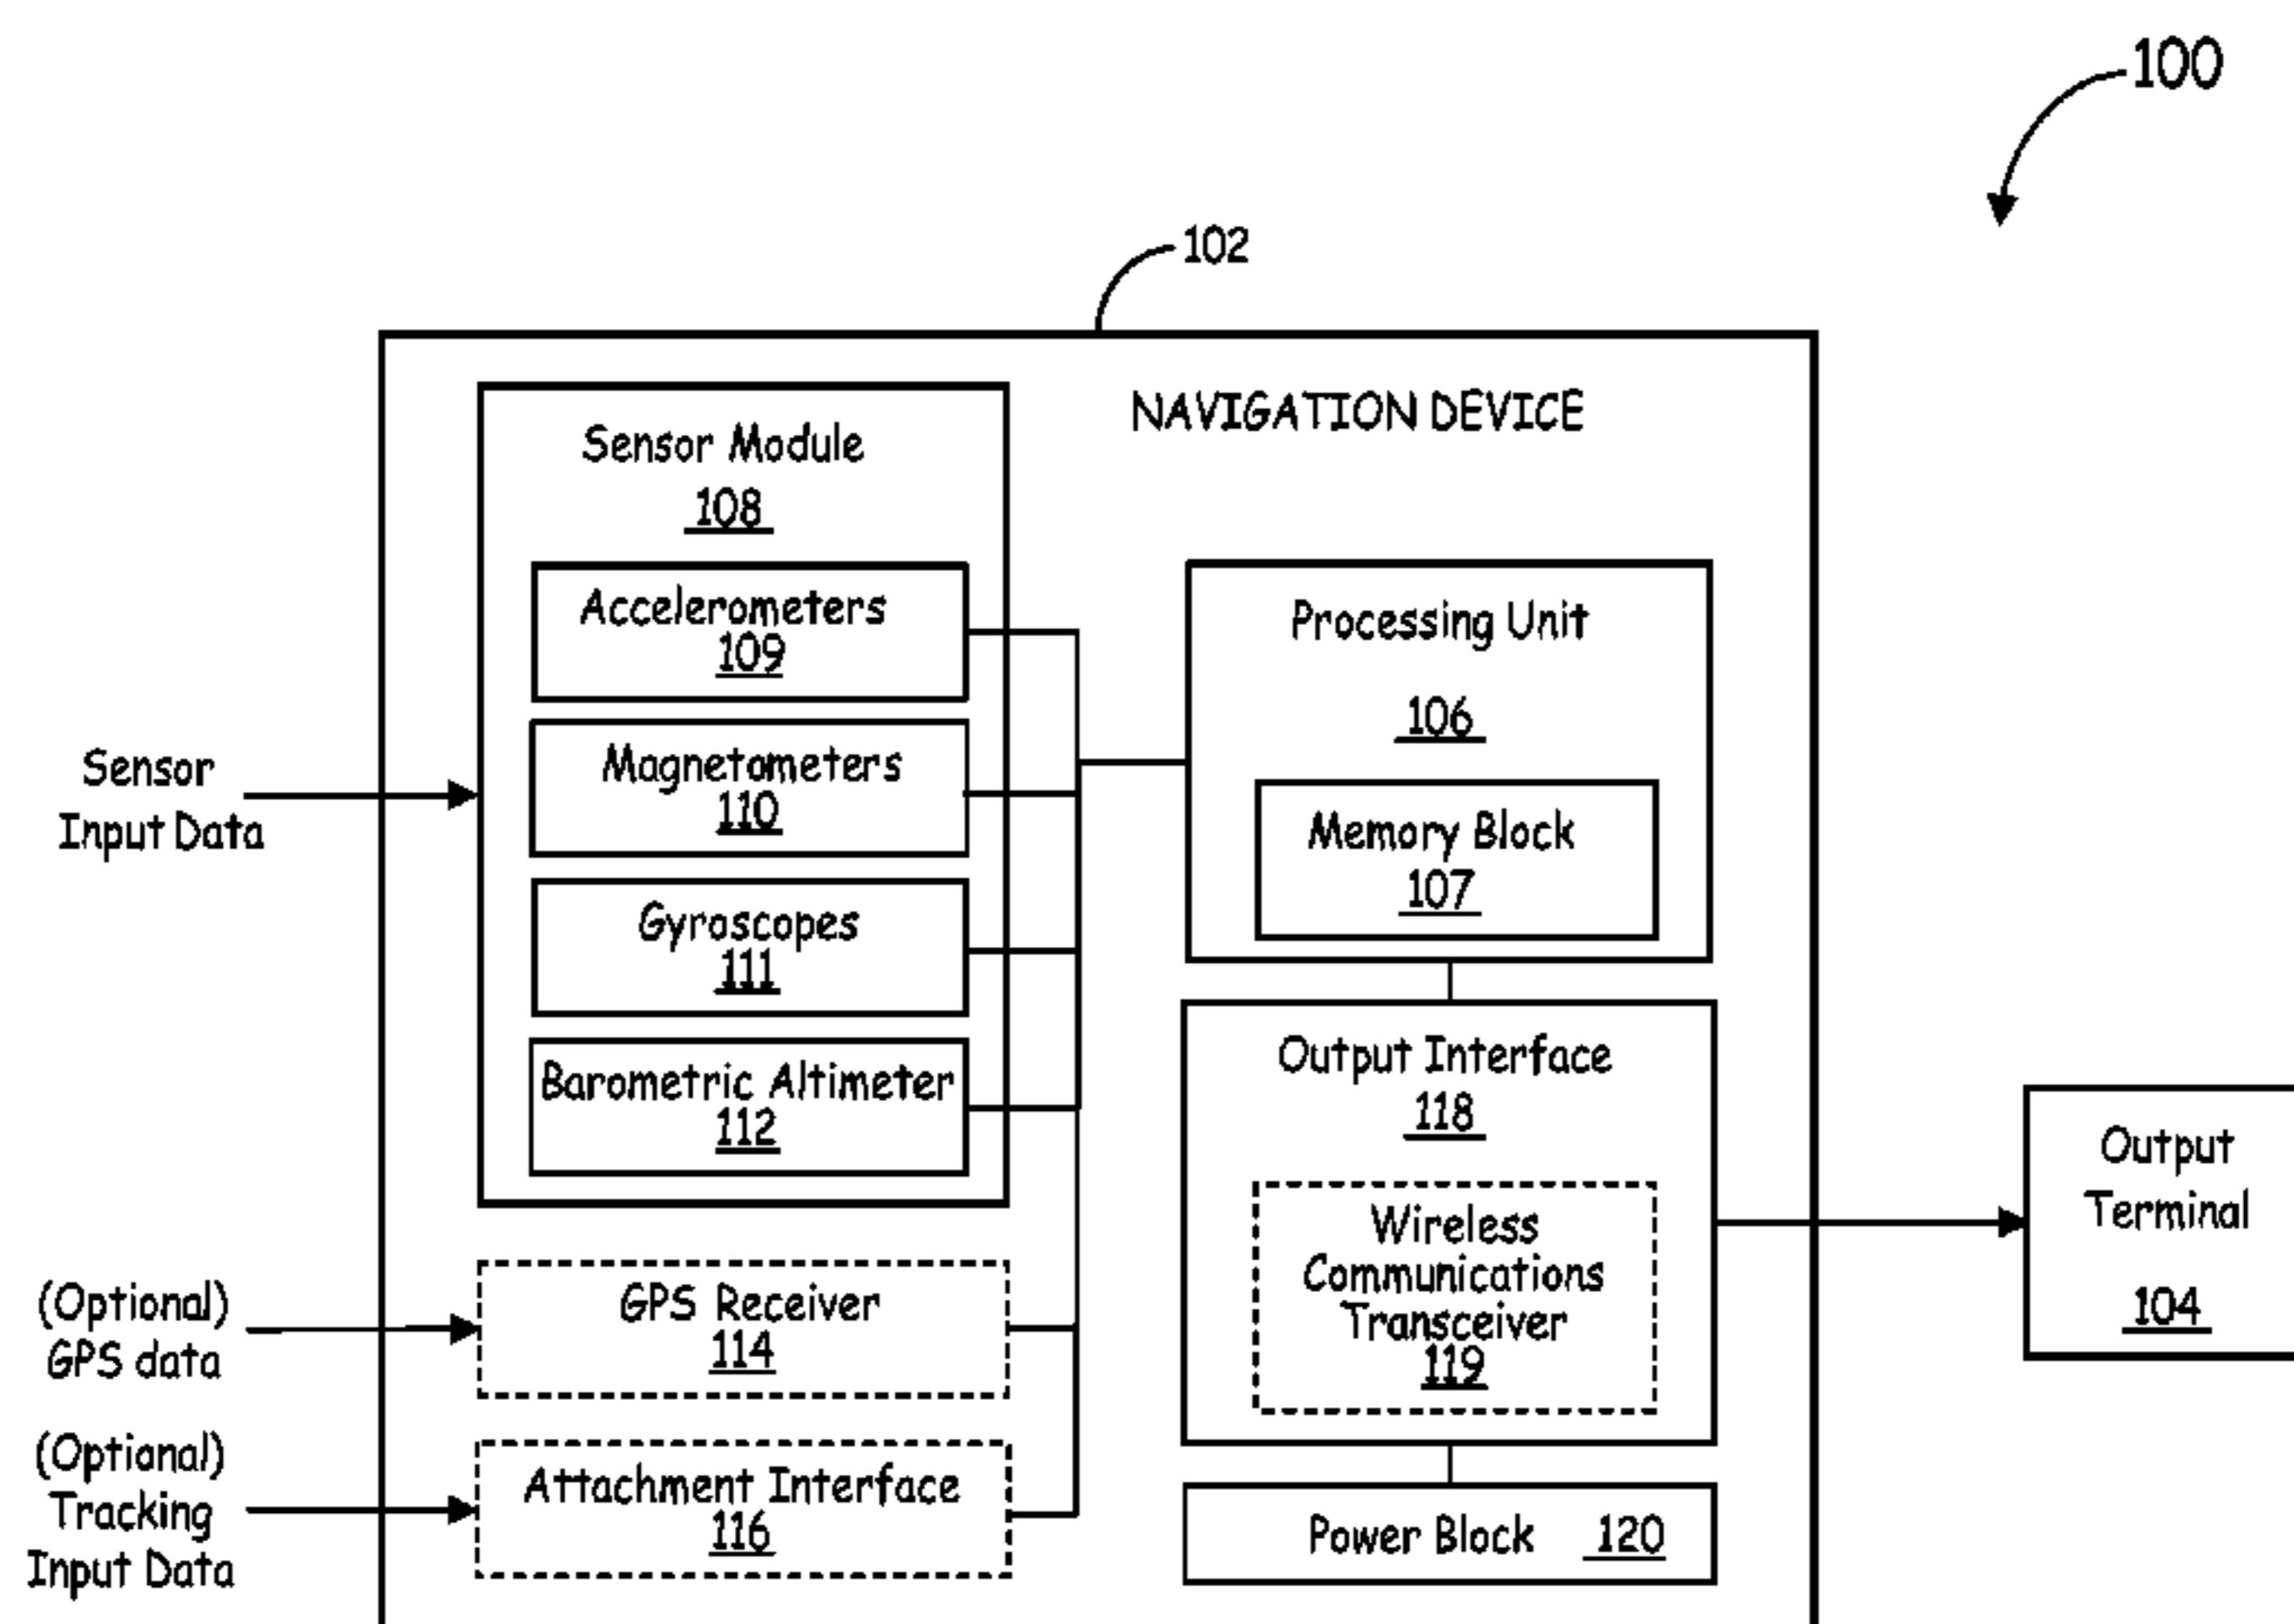 100
102
NAVIGATION DEVICE
Sensor Module
108
Accelerometers
109
Magnetometers
110
Gyroscopes
111
Barometric Altimeter
112
Sensor
Input Data
(Optional)
GPS data
GPS Receiver
114
(Optional)
Tracking
Input Data
Attachment Interface
116
Processing Unit
106
Memory Block
107
Output Interface
118
Wireless
Communications
Transceiver
119
Power Block 120
Output
Terminal
104